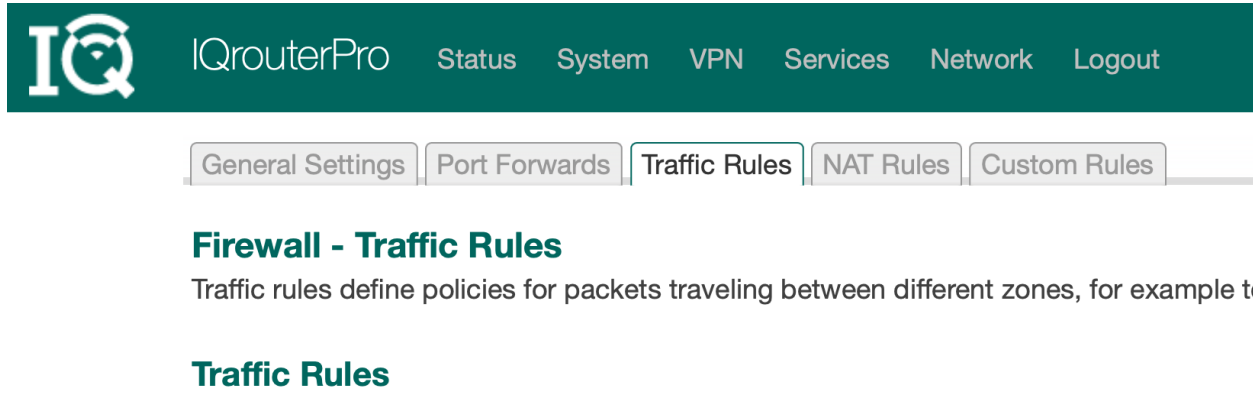 IQ IQrouterPro Status System VPN Services Network Logout
General Settings Port Forwards Traffic Rules NAT Rules Custom Rules
Firewall - Traffic Rules
Traffic rules define policies for packets traveling between different zones, for example
Traffic Rules